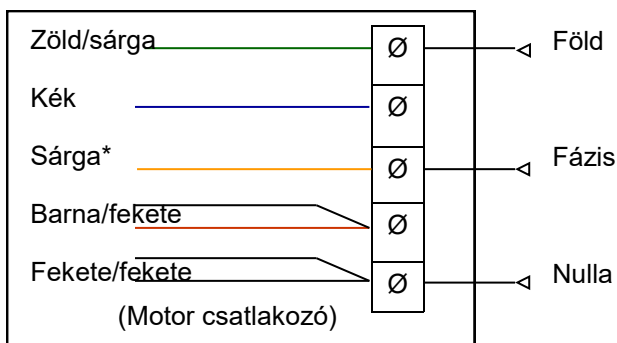 Zöld/sárga Ø Föld
Kék Ø
Sárga* Ø Fázis
Barna/fekete Ø
Fekete/fekete Ø Nulla
(Motor csatlakozó)